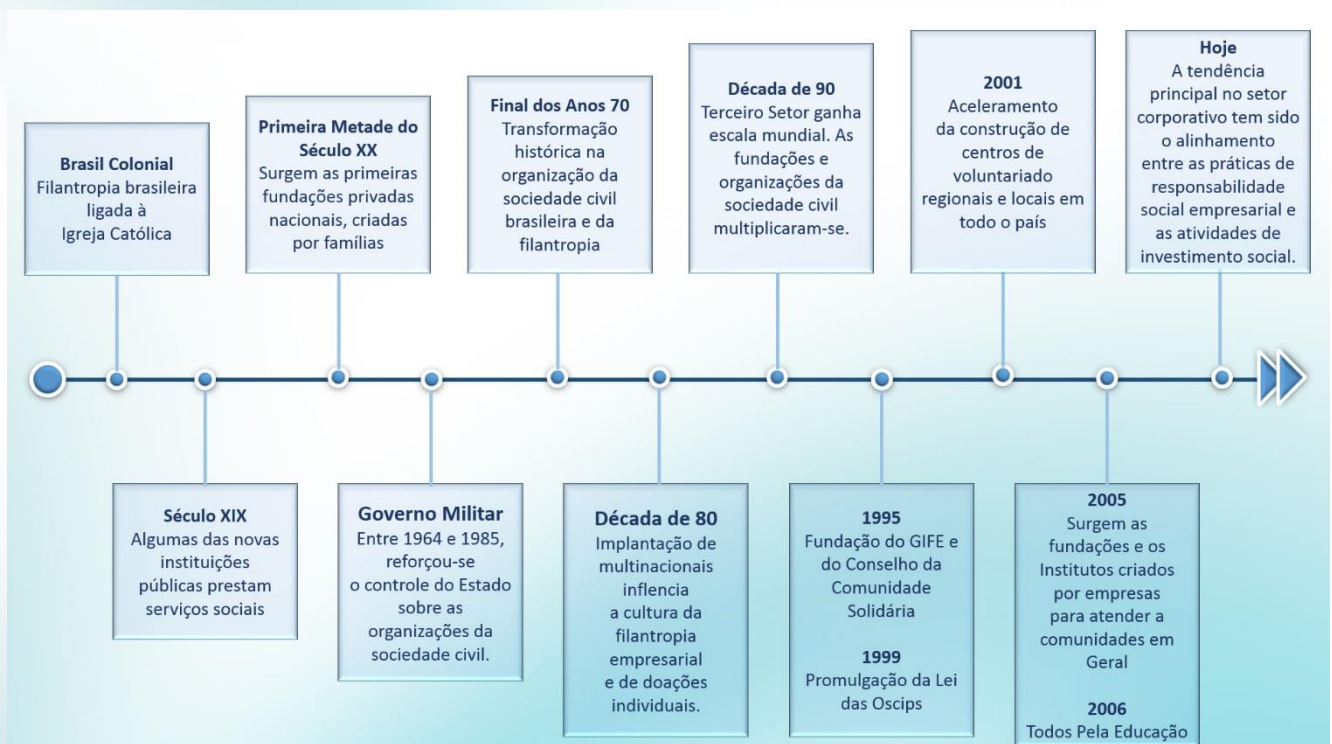 Brasil Colonial
Filantropia brasileira
ligada à
Igreja Católica
Século XIX
Algumas das novas
instituições
públicas prestam
serviços sociais
Primeira Metade do
Século XX
Surgem as primeiras
fundações privadas
nacionais, criadas
por famílias
Governo Militar
Entre 1964 e 1985,
reforçou-se
o controle do Estado
sobre as
organizações da
sociedade civil.
Final dos Anos 70
Transformação
histórica na
organização da
sociedade civil
brasileira e da
filantropia
Década de 80
Implantação de
multinacionais
inflencia
a cultura da
filantropia
empresarial
e de doações
individuais.
Década de 90
Terceiro Setor ganha
escala mundial. As
fundações e
organizações da
sociedade civil
multiplicaram-se.
1995
Fundação do GIFE e
do Conselho da
Comunidade
Solidária
1999
Promulgação da Lei
das Oscips
2001
Aceleramento
da construção de
centros de
voluntariado
regionais e locais em
todo o país
2005
Surgem as
fundações e os
Institutos criados
por empresas
para atender a
comunidades em
Geral
2006
Todos Pela Educação
Hoje
A tendência
principal no setor
corporativo tem sido
o alinhamento
entre as práticas de
responsabilidade
social empresarial e
as atividades de
investimento social.